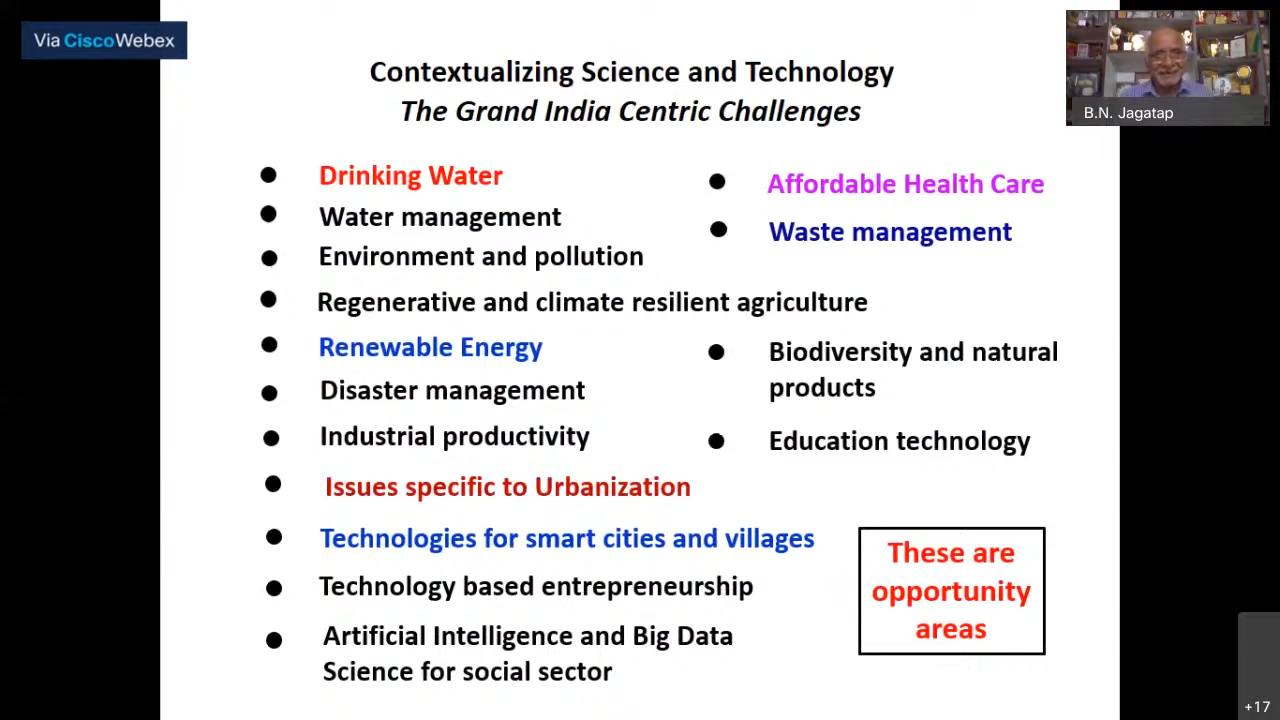 Via CiscoWebex
Contextualizing Science and Technology
The Grand India Centric Challenges
B.N. Jagatap
● Drinking Water
● Water management
● Environment and pollution
● Regenerative and climate resilient agriculture
● Renewable Energy
● Disaster management
● Industrial productivity
● Issues specific to Urbanization
● Technologies for smart cities and villages
● Technology based entrepreneurship
● Artificial Intelligence and Big Data
Science for social sector
● Affordable Health Care
● Waste management
● Biodiversity and natural
products
● Education technology
These are
opportunity
areas
+17